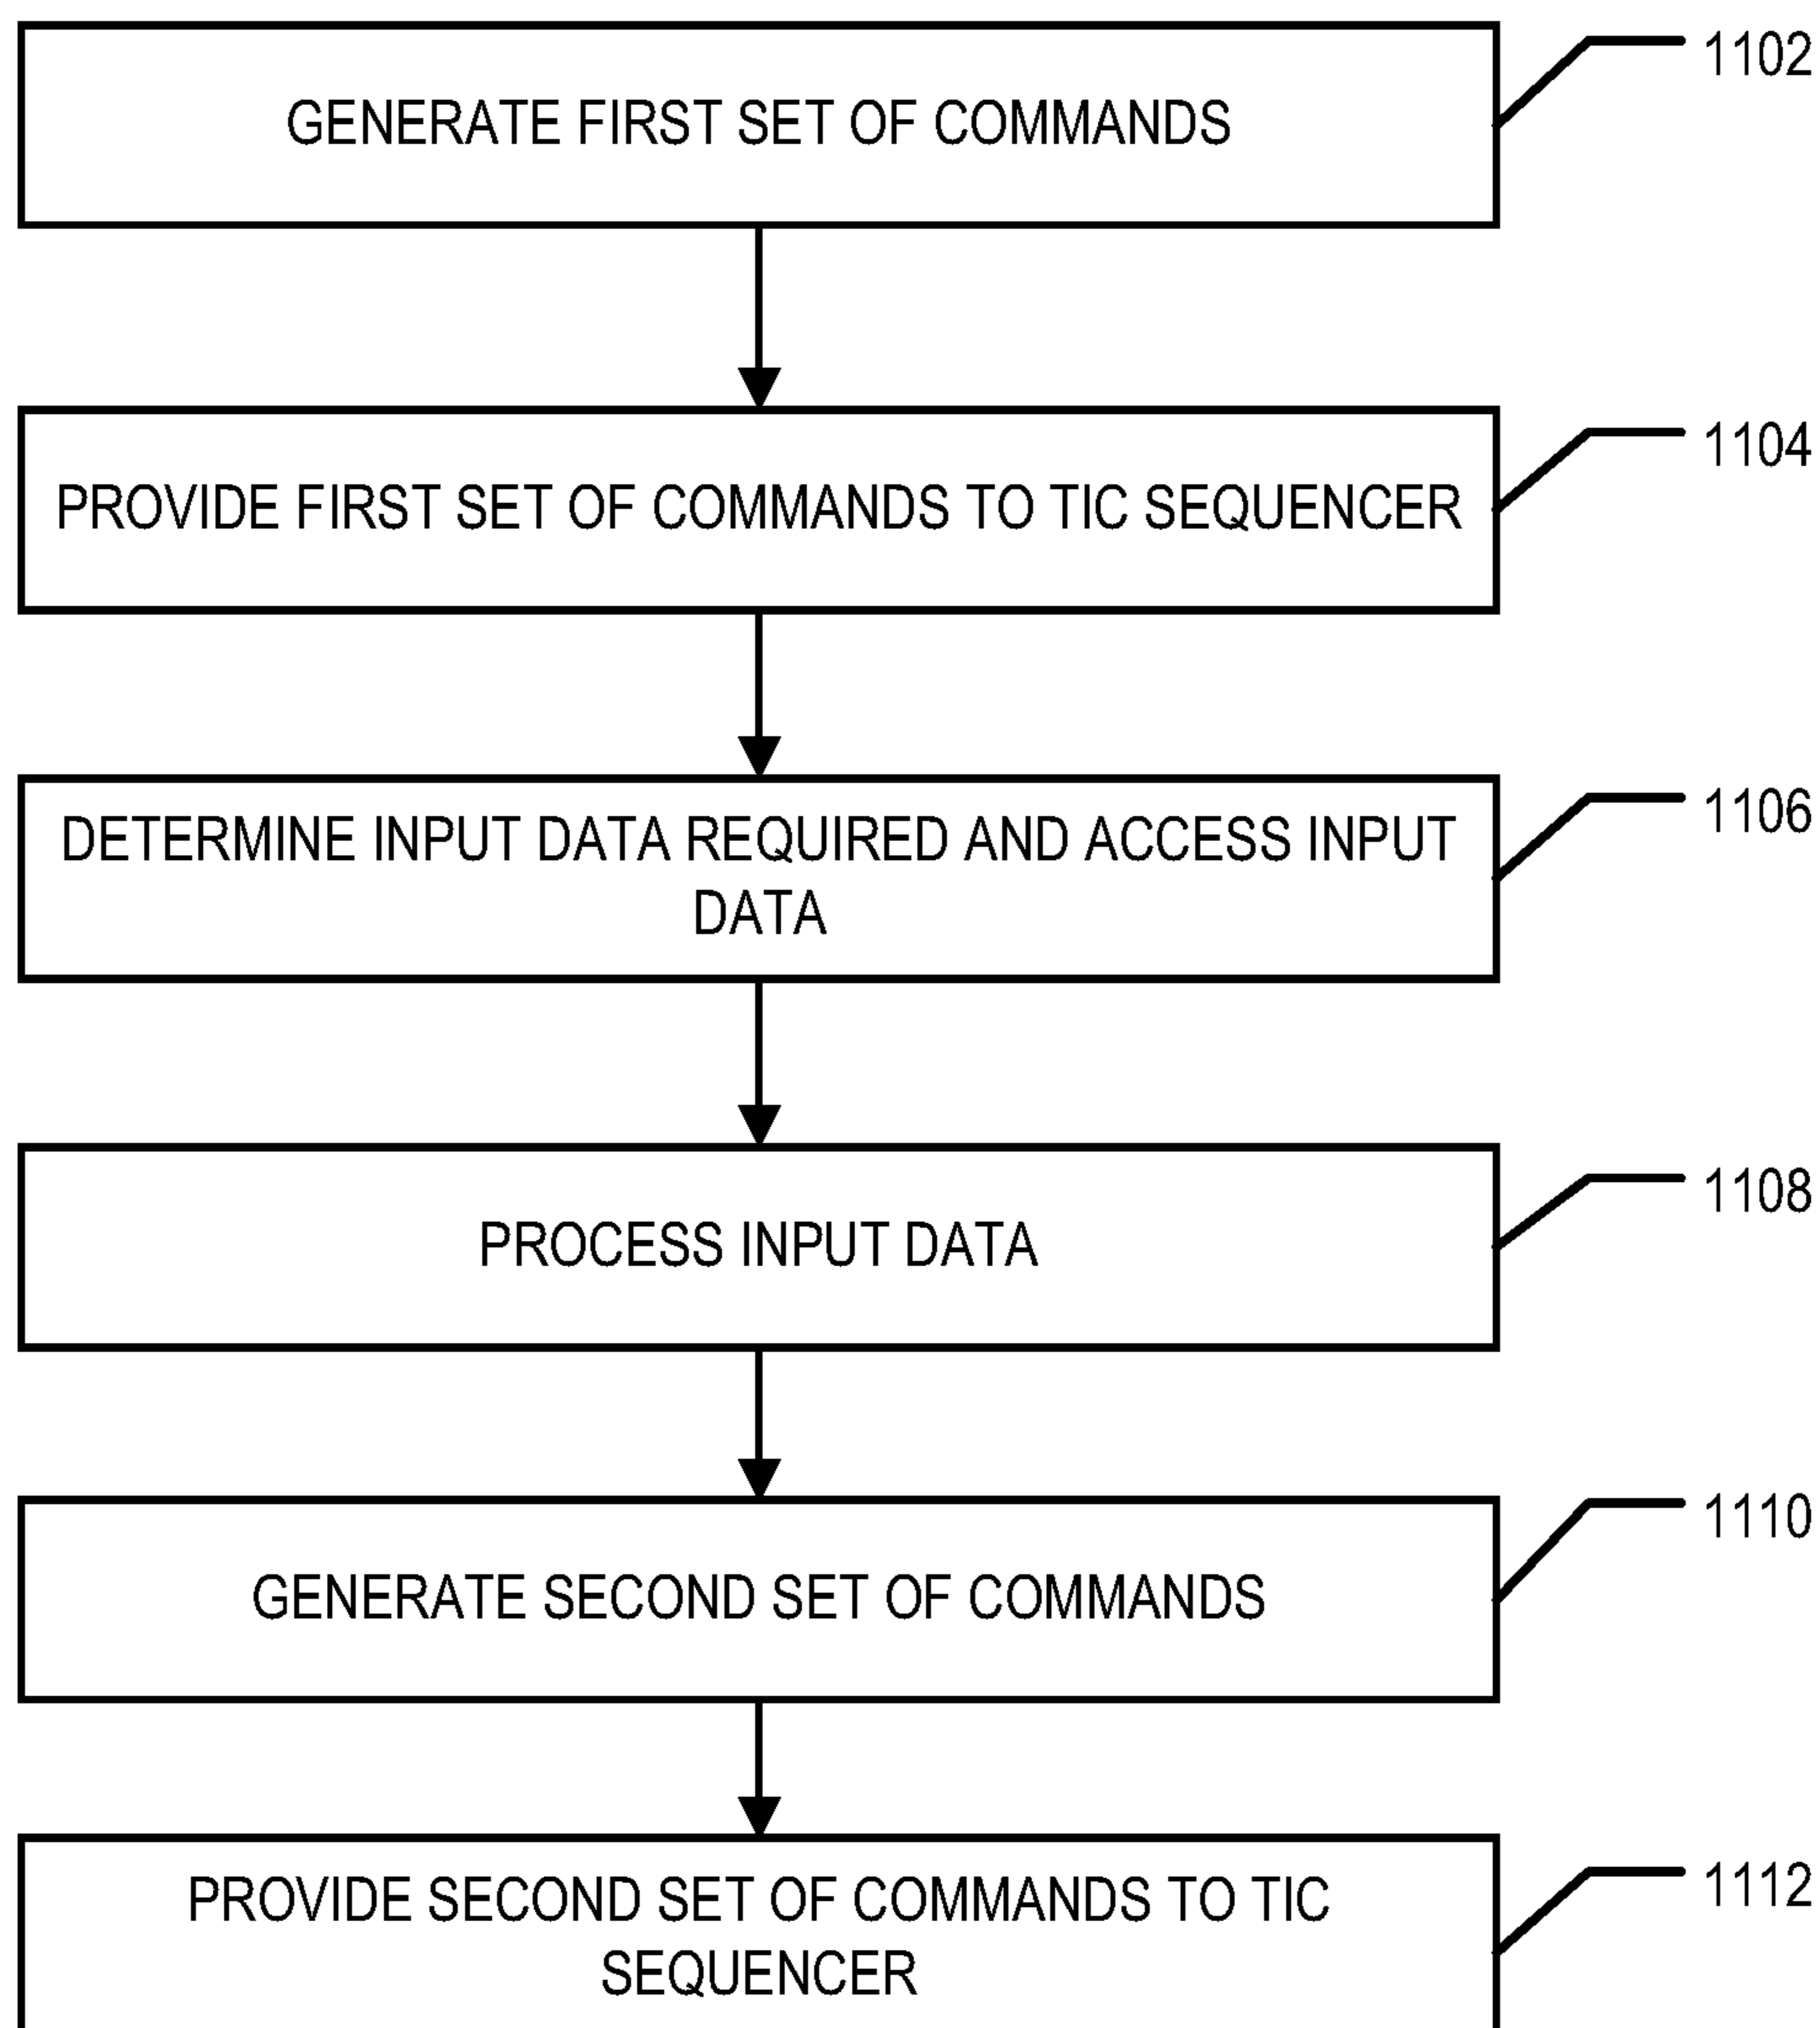 GENERATE FIRST SET OF COMMANDS
1102
PROVIDE FIRST SET OF COMMANDS TO TIC SEQUENCER
1104
DETERMINE INPUT DATA REQUIRED AND ACCESS INPUT
DATA
1106
PROCESS INPUT DATA
1108
GENERATE SECOND SET OF COMMANDS
1110
PROVIDE SECOND SET OF COMMANDS TO TIC
SEQUENCER
1112